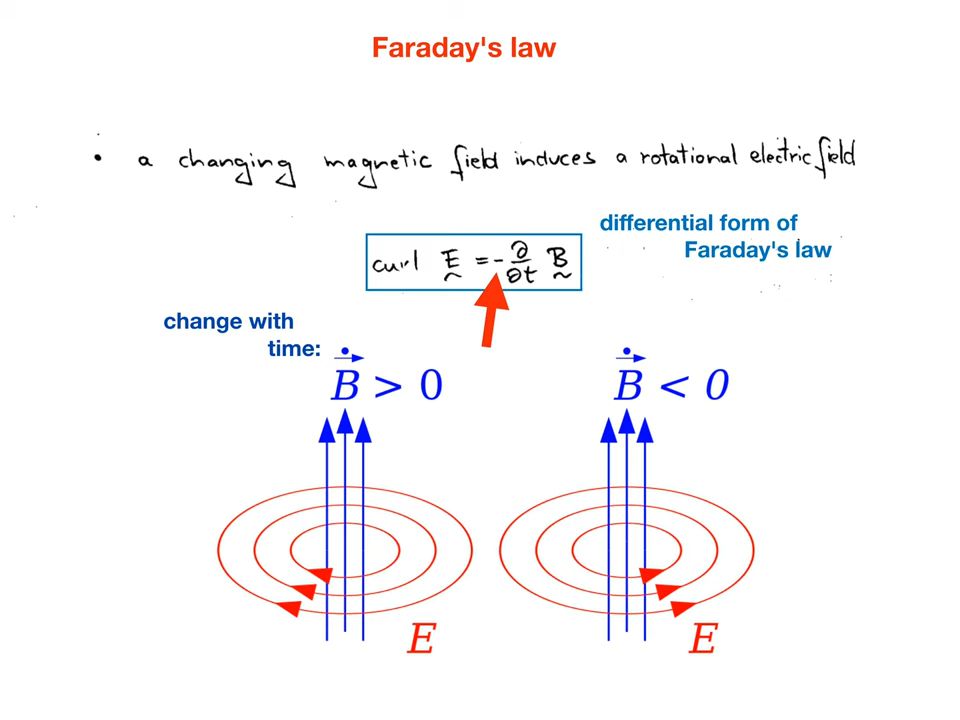 Faraday's law
• a changing magnetic field induces a rotational electric field
differential form of
Faraday's law
curl E = - ∂/∂t B
change with
time:
Ḃ > 0
Ḃ < 0
E
E